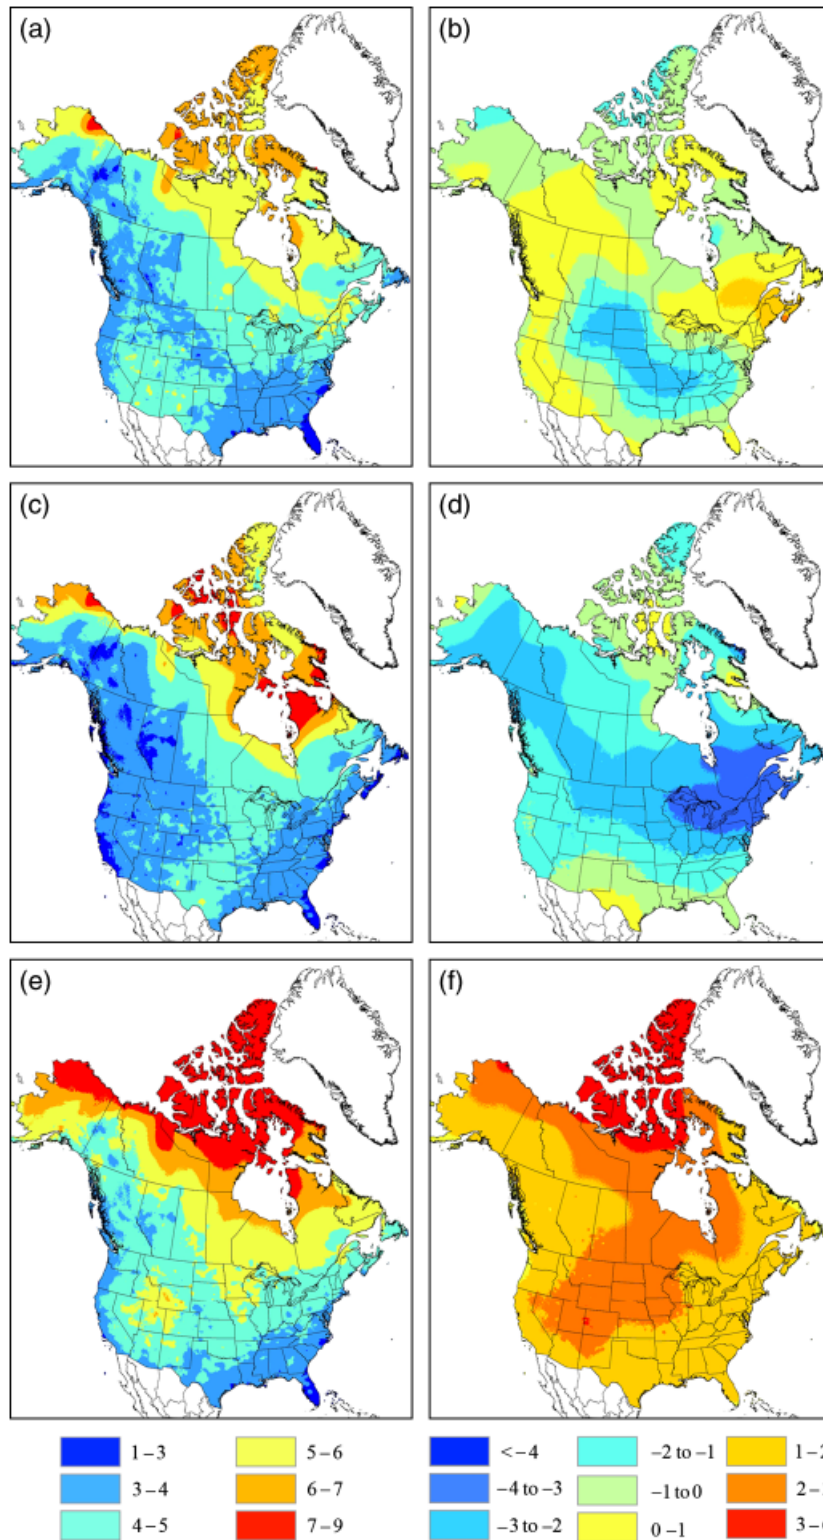 (a)
(b)
(c)
(d)
(e)
(f)
1–3 5–6 <–4 –2 to –1
3–4 6–7 –4 to –3 –1 to 0
4–5 7–9 –3 to –2 0–1